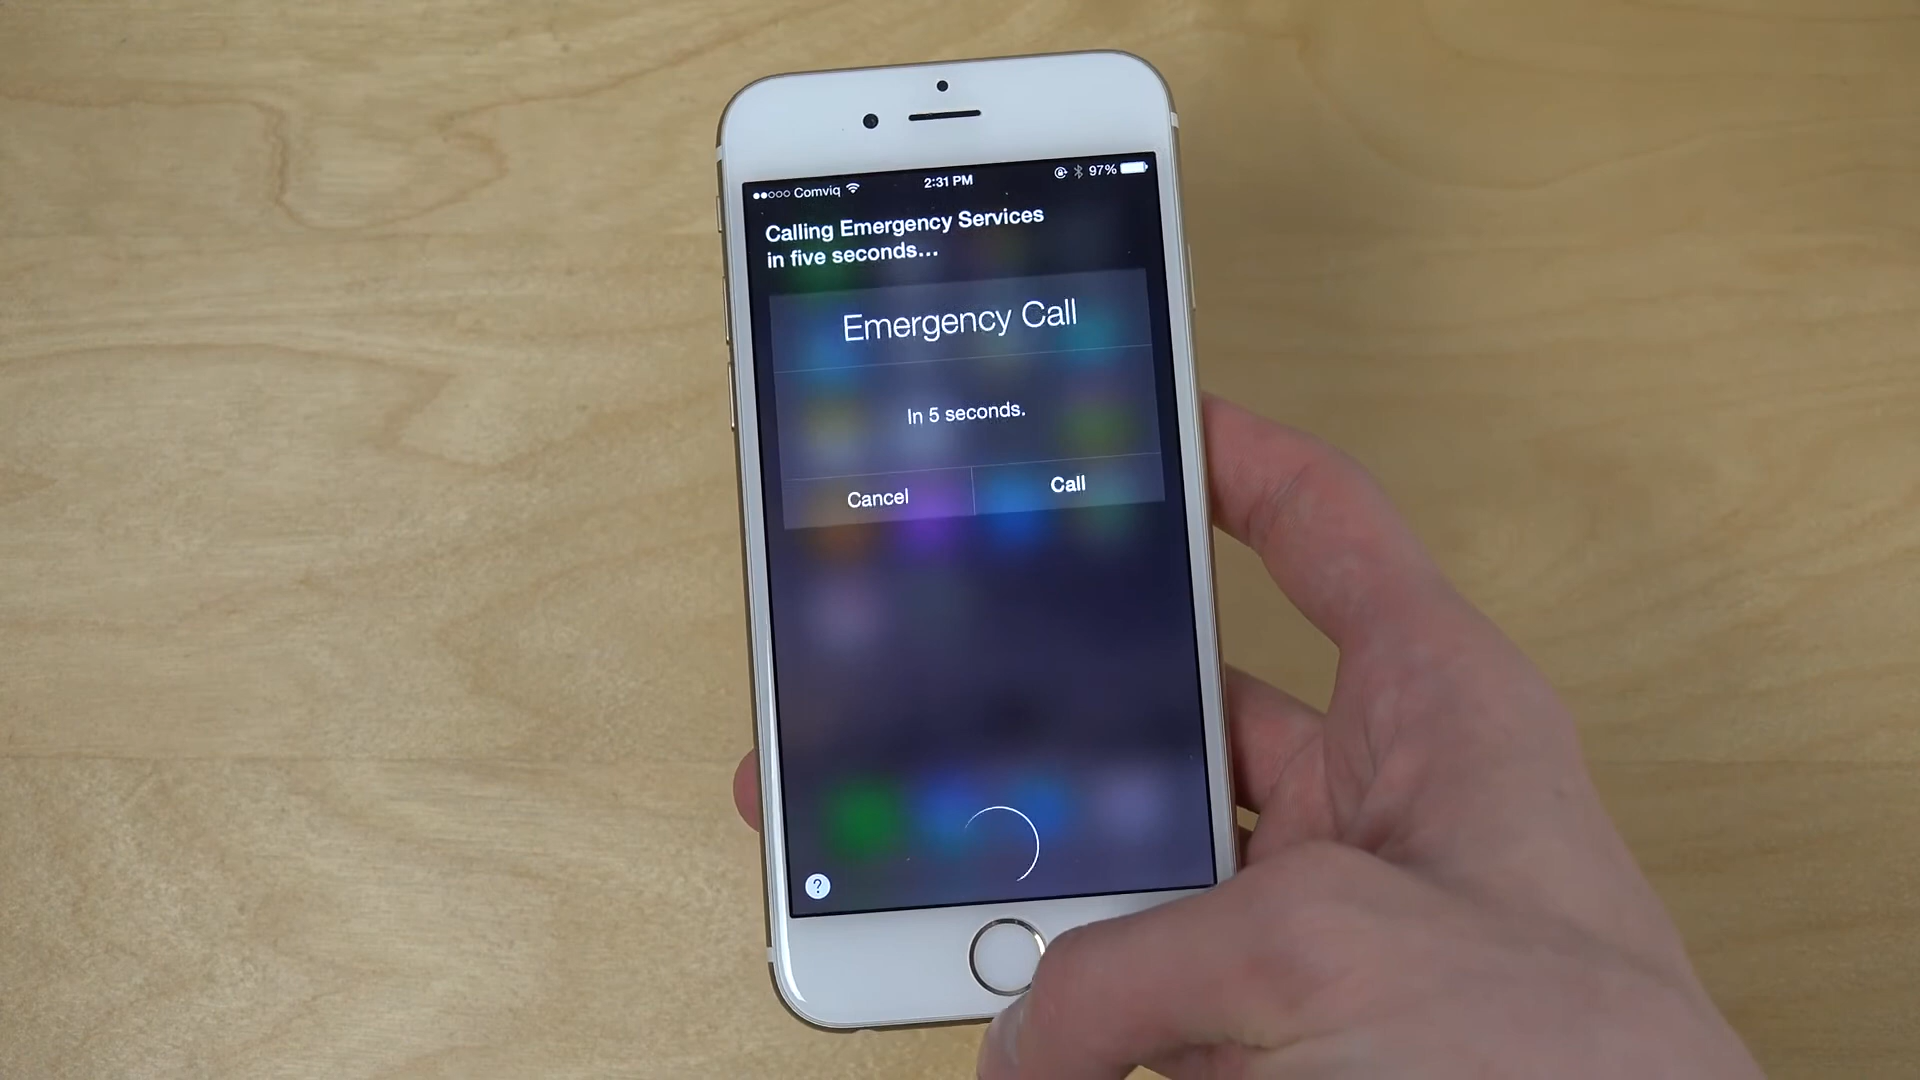 Comviq 2:31 PM 97%
Calling Emergency Services
in five seconds...
Emergency Call
In 5 seconds.
Cancel Call
?